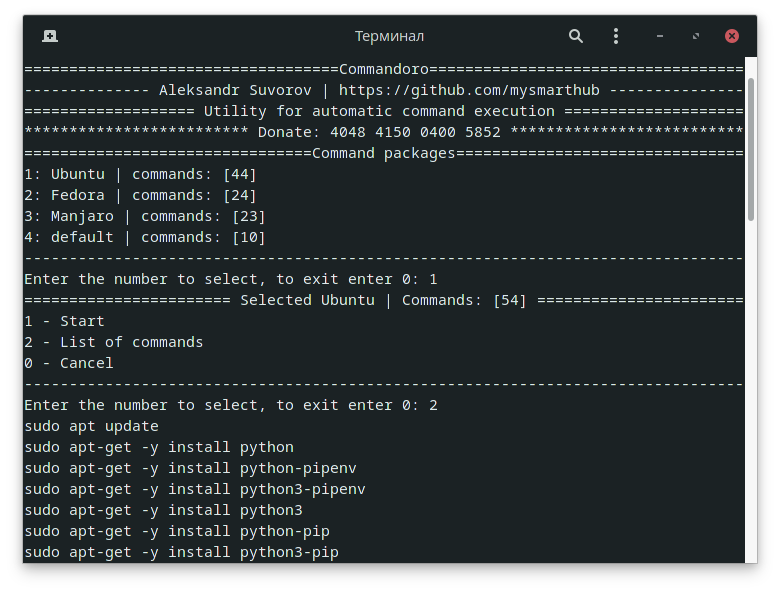 Терминал
===================================Commandoro===================================
-------------- Aleksandr Suvorov | https://github.com/mysmarthub ---------------
=================== Utility for automatic command execution ====================
************************* Donate: 4048 4150 0400 5852 **************************
================================Command packages================================
1: Ubuntu | commands: [44]
2: Fedora | commands: [24]
3: Manjaro | commands: [23]
4: default | commands: [10]
--------------------------------------------------------------------------------
Enter the number to select, to exit enter 0: 1
======================= Selected Ubuntu | Commands: [54] =======================
1 - Start
2 - List of commands
0 - Cancel
--------------------------------------------------------------------------------
Enter the number to select, to exit enter 0: 2
sudo apt update
sudo apt-get -y install python
sudo apt-get -y install python-pipenv
sudo apt-get -y install python3-pipenv
sudo apt-get -y install python3
sudo apt-get -y install python-pip
sudo apt-get -y install python3-pip